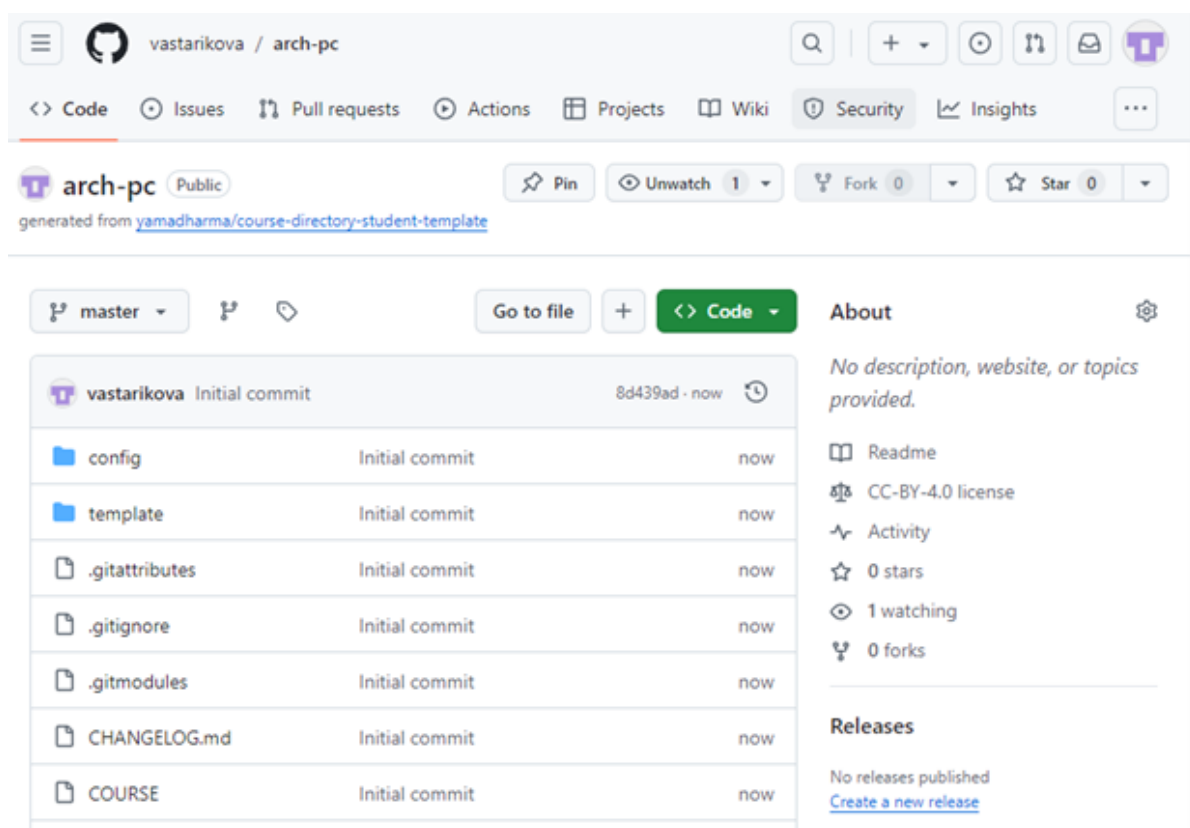 vastarikova / arch-pc
Code Issues Pull requests Actions Projects Wiki Security Insights
arch-pc Public Pin Unwatch 1 Fork 0 Star 0
generated from yamadharma/course-directory-student-template
master Go to file + Code
About
No description, website, or topics
provided.
vastarikova Initial commit 8d439ad · now
config Initial commit now
template Initial commit now
.gitattributes Initial commit now
.gitignore Initial commit now
.gitmodules Initial commit now
CHANGELOG.md Initial commit now
COURSE Initial commit now
Readme
CC-BY-4.0 license
Activity
0 stars
1 watching
0 forks
Releases
No releases published
Create a new release